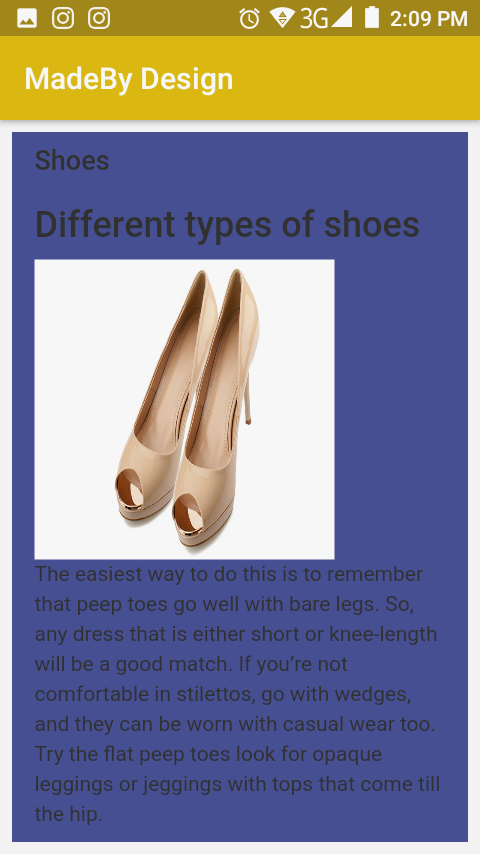 3G 2:09 PM
MadeBy Design
Shoes
Different types of shoes
The easiest way to do this is to remember
that peep toes go well with bare legs. So,
any dress that is either short or knee-length
will be a good match. If you’re not
comfortable in stilettos, go with wedges,
and they can be worn with casual wear too.
Try the flat peep toes look for opaque
leggings or jeggings with tops that come till
the hip.